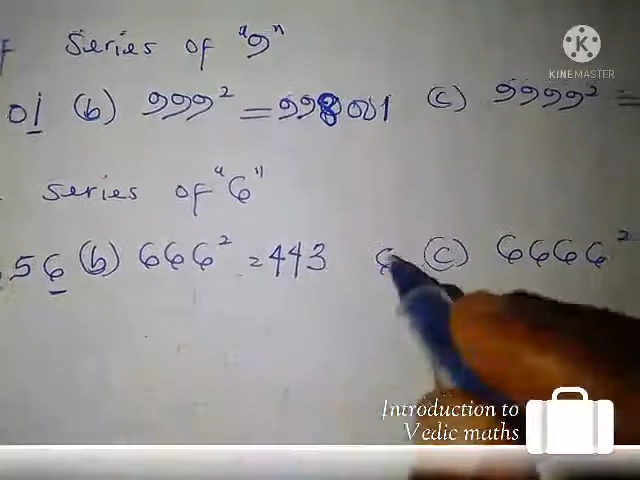 f Series of "9"
01 (b) 999² = 998001 (c) 9999² =
series of "6"
56 (b) 666² = 443 6 (c) 6666²
KINEMASTER
Introduction to
Vedic maths